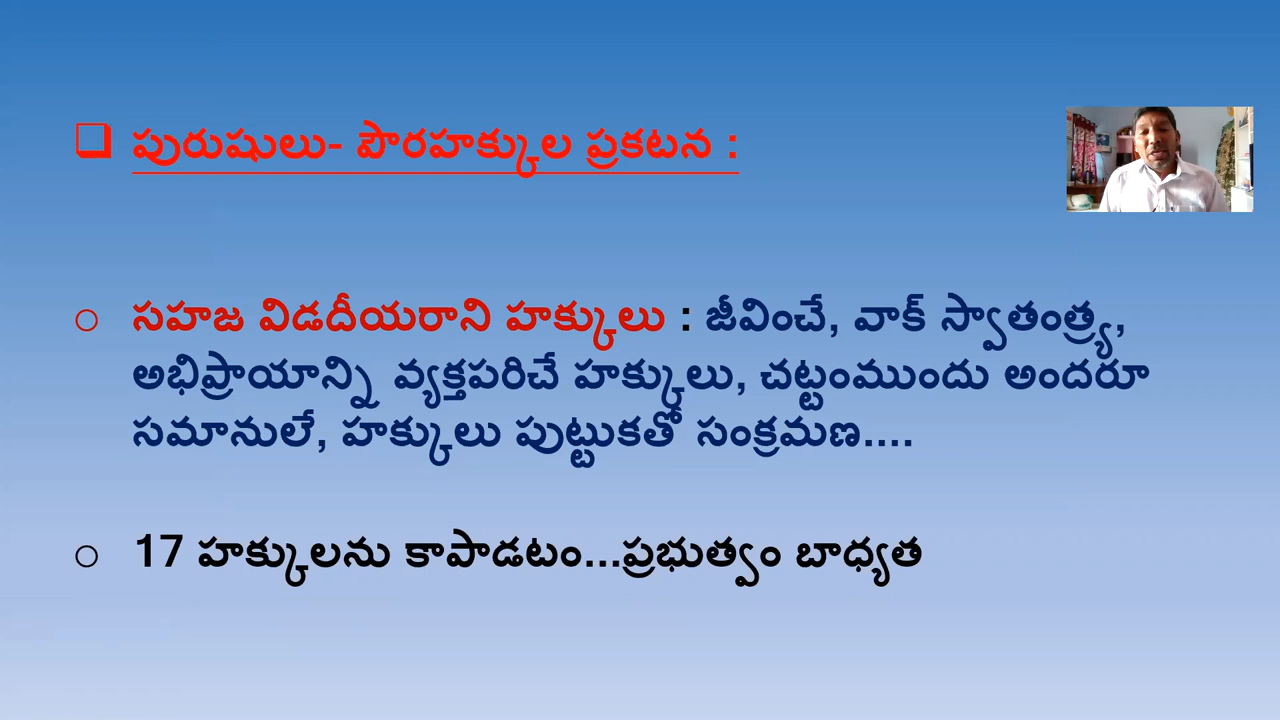 పురుషులు- పౌరహక్కుల ప్రకటన :
సహజ విడదీయరాని హక్కులు : జీవించే, వాక్ స్వాతంత్ర్య,
అభిప్రాయాన్ని వ్యక్తపరిచే హక్కులు, చట్టంముందు అందరూ
సమానులే, హక్కులు పుట్టుకతో సంక్రమణ....
17 హక్కులను కాపాడటం...ప్రభుత్వం బాధ్యత